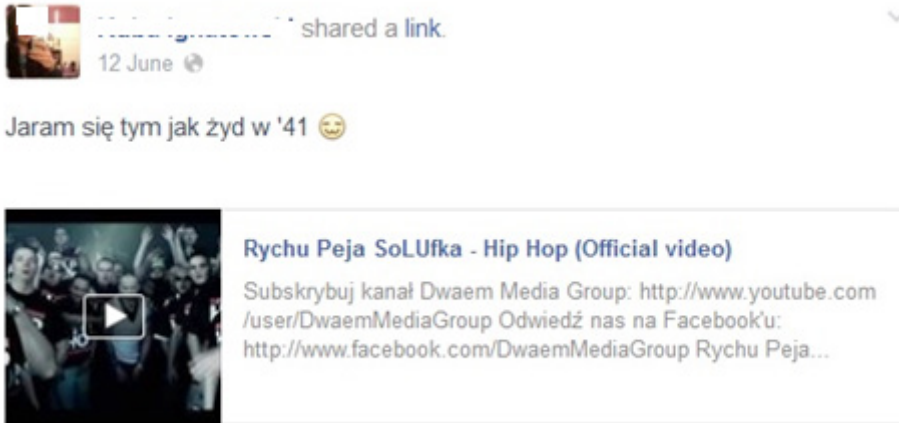 shared a link.
12 June
Jaram się tym jak żyd w '41
Rychu Peja SoLUfka - Hip Hop (Official video)
Subskrybuj kanał Dwaem Media Group: http://www.youtube.com
/user/DwaemMediaGroup Odwiedź nas na Facebook'u:
http://www.facebook.com/DwaemMediaGroup Rychu Peja...